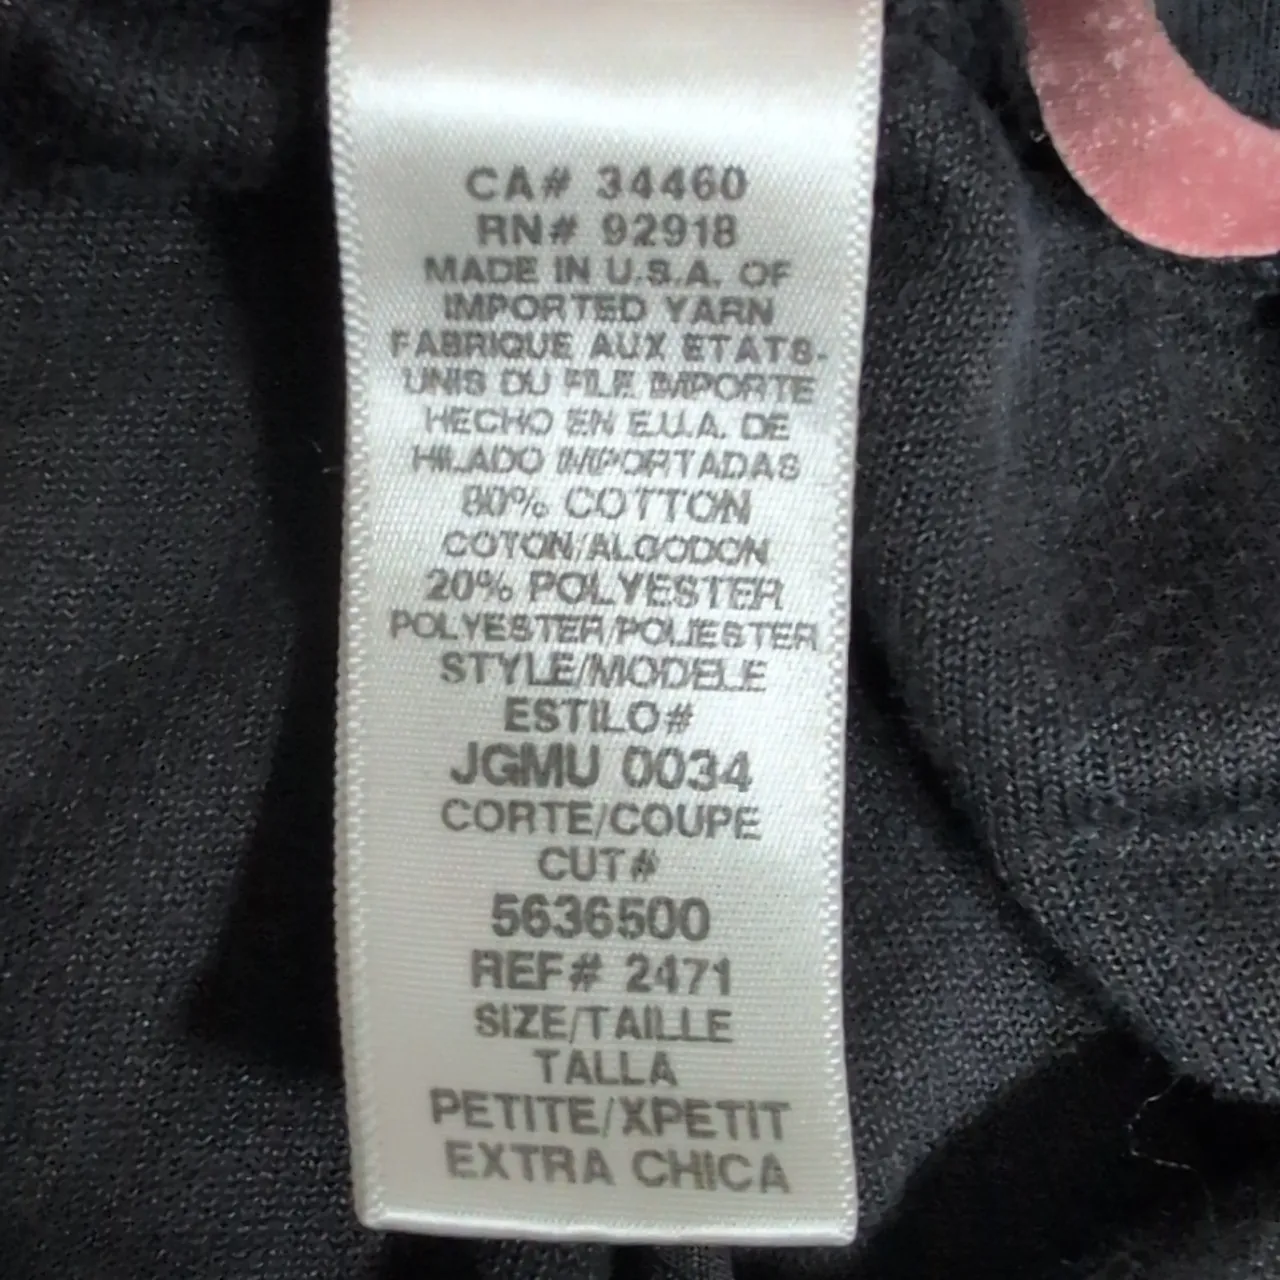 CA# 34460
RN# 92918
MADE IN U.S.A. OF
IMPORTED YARN
FABRIQUE AUX ETATS-
UNIS DU FILE IMPORTE
HECHO EN E.U.A. DE
HILADO IMPORTADAS
80% COTTON
COTON/ALGODON
20% POLYESTER
POLYESTER/POLIESTER
STYLE/MODELE
ESTILO#
JGMU 0034
CORTE/COUPE
CUT#
5636500
REF# 2471
SIZE/TAILLE
TALLA
PETITE/XPETIT
EXTRA CHICA